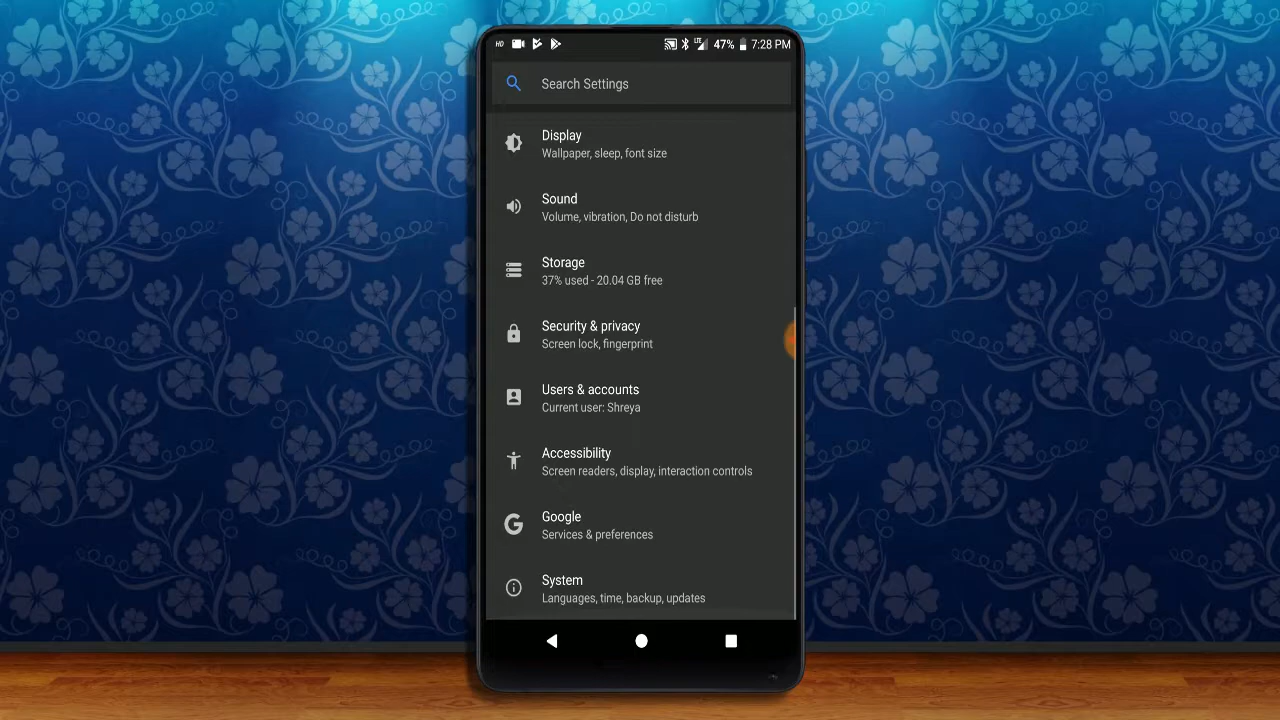 HD LTE 47% 7:28 PM
Search Settings
Display
Wallpaper, sleep, font size
Sound
Volume, vibration, Do not disturb
Storage
37% used - 20.04 GB free
Security & privacy
Screen lock, fingerprint
Users & accounts
Current user: Shreya
Accessibility
Screen readers, display, interaction controls
Google
Services & preferences
System
Languages, time, backup, updates